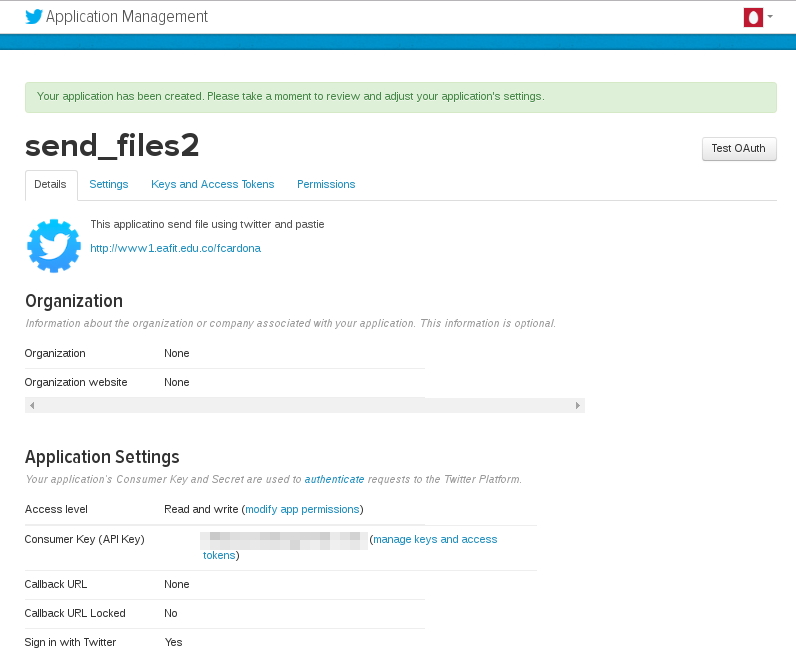 Application Management
Your application has been created. Please take a moment to review and adjust your application's settings.
send_files2
Test OAuth
Details Settings Keys and Access Tokens Permissions
This applicatino send file using twitter and pastie
http://www1.eafit.edu.co/fcardona
Organization
Information about the organization or company associated with your application. This information is optional.
Organization None
Organization website None
Application Settings
Your application's Consumer Key and Secret are used to authenticate requests to the Twitter Platform.
Access level Read and write (modify app permissions)
Consumer Key (API Key) (manage keys and access
tokens)
Callback URL None
Callback URL Locked No
Sign in with Twitter Yes